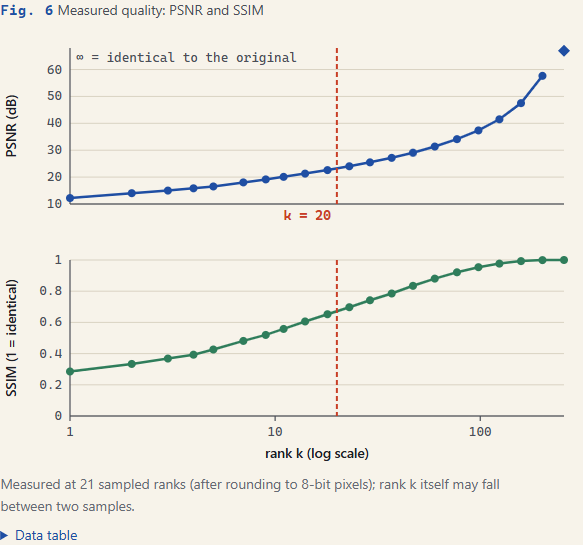 Fig. 6 Measured quality: PSNR and SSIM
∞ = identical to the original
PSNR (dB)
60
50
40
30
20
10
k = 20
SSIM (1 = identical)
1
0.8
0.6
0.4
0.2
0
1 10 100
rank k (log scale)
Measured at 21 sampled ranks (after rounding to 8-bit pixels); rank k itself may fall
between two samples.
▶ Data table